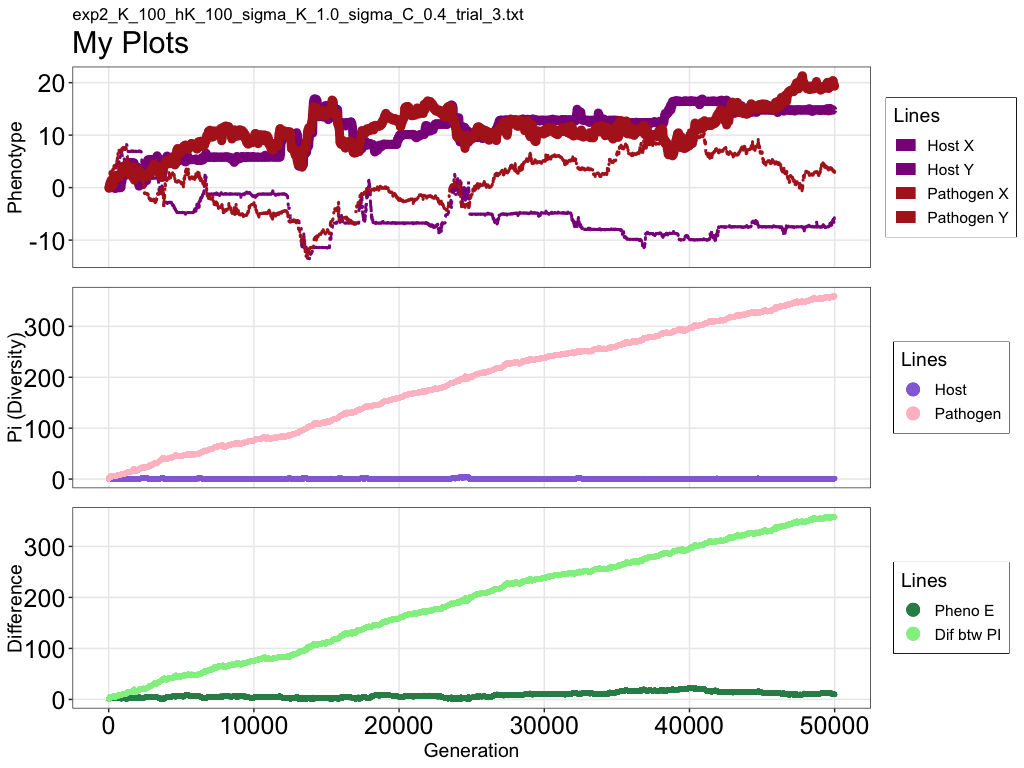 exp2_K_100_hK_100_sigma_K_1.0_sigma_C_0.4_trial_3.txt
My Plots
Phenotype
20
10
0
-10
Lines
Host X
Host Y
Pathogen X
Pathogen Y
Pi (Diversity)
300
200
100
0
Lines
Host
Pathogen
Difference
300
200
100
0
Lines
Pheno E
Dif btw PI
0 10000 20000 30000 40000 50000
Generation